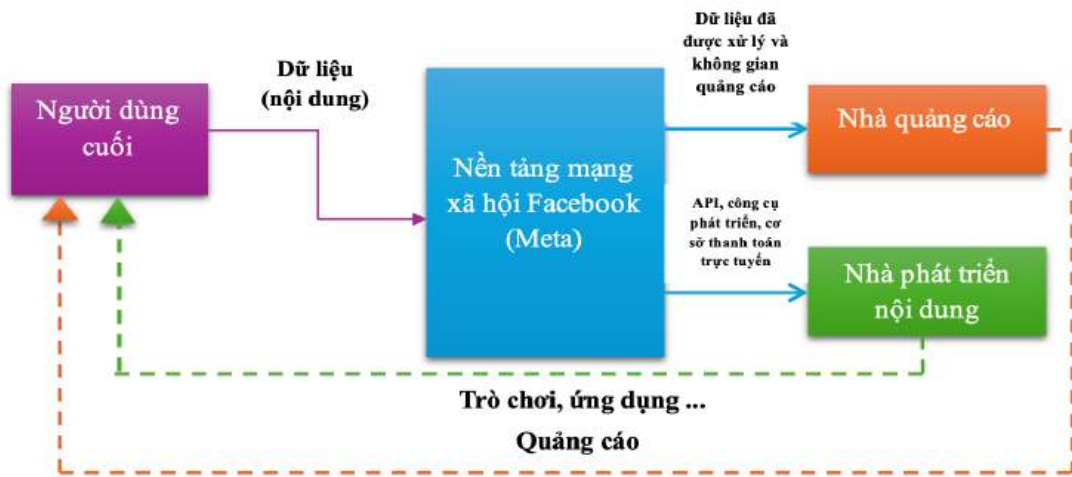 Dữ liệu đã
được xử lý và
không gian
quảng cáo
Dữ liệu
(nội dung)
Người dùng
cuối
Nền tảng mạng
xã hội Facebook
(Meta)
Nhà quảng cáo
API, công cụ
phát triển, cơ
sở thanh toán
trực tuyến
Nhà phát triển
nội dung
Trò chơi, ứng dụng ...
Quảng cáo